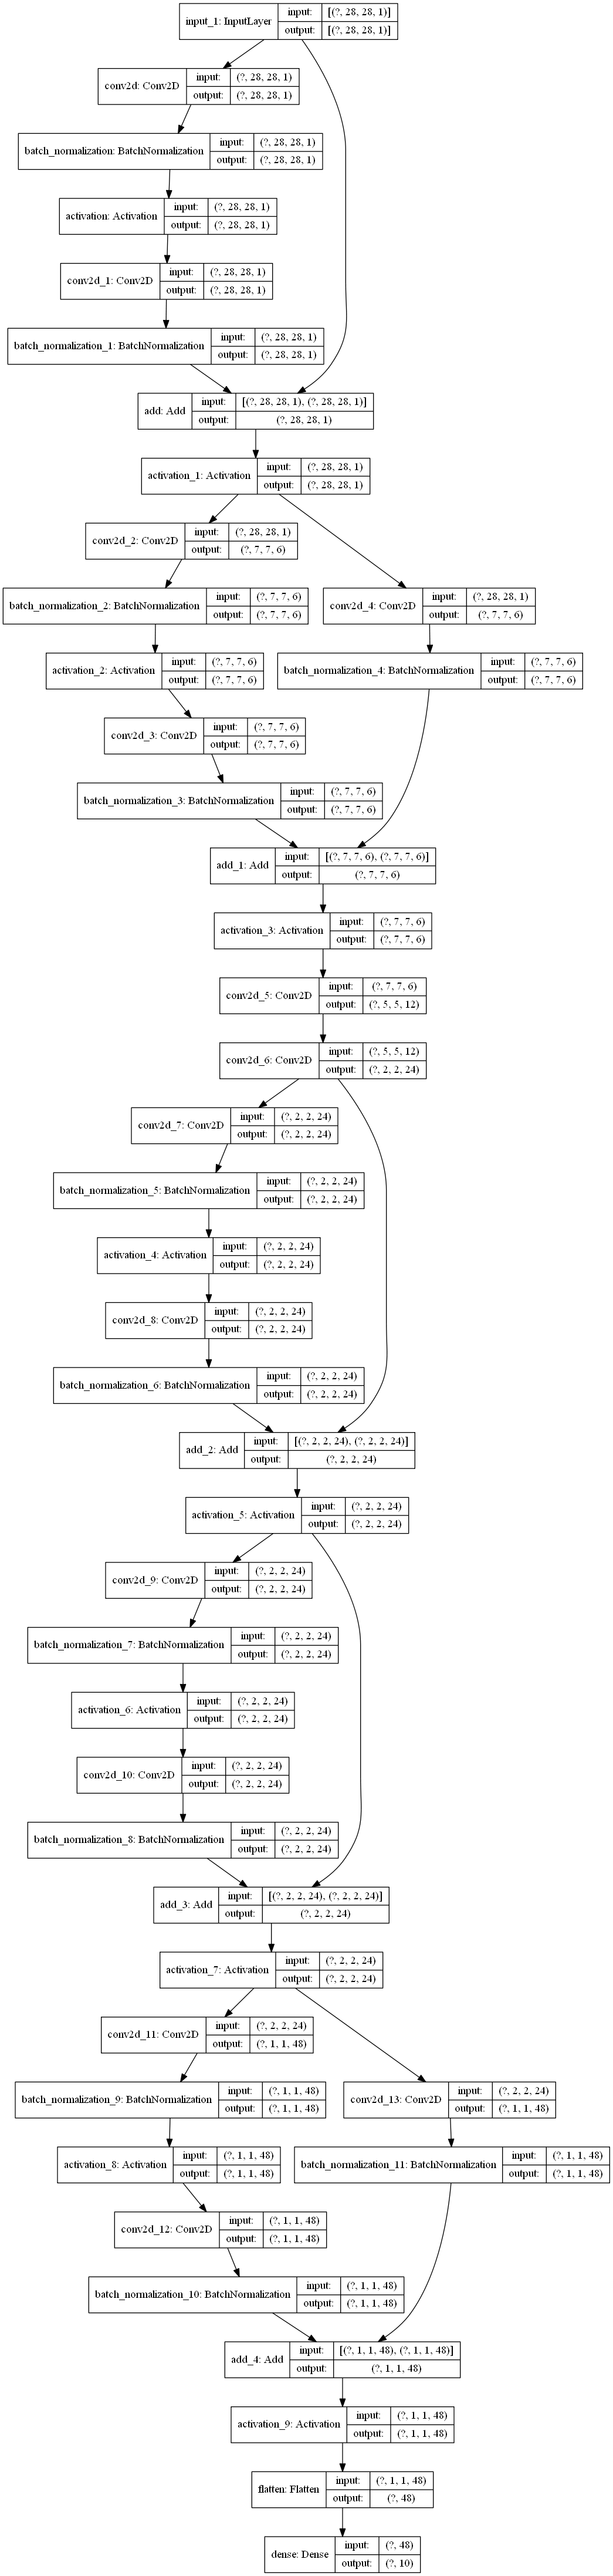 input_1: InputLayer
input:
[(?, 28, 28, 1)]
output:
[(?, 28, 28, 1)]
conv2d: Conv2D
input:
(?, 28, 28, 1)
output:
(?, 28, 28, 1)
batch_normalization: BatchNormalization
input:
(?, 28, 28, 1)
output:
(?, 28, 28, 1)
activation: Activation
input:
(?, 28, 28, 1)
output:
(?, 28, 28, 1)
conv2d_1: Conv2D
input:
(?, 28, 28, 1)
output:
(?, 28, 28, 1)
batch_normalization_1: BatchNormalization
input:
(?, 28, 28, 1)
output:
(?, 28, 28, 1)
add: Add
input:
[(?, 28, 28, 1), (?, 28, 28, 1)]
output:
(?, 28, 28, 1)
activation_1: Activation
input:
(?, 28, 28, 1)
output:
(?, 28, 28, 1)
conv2d_2: Conv2D
input:
(?, 28, 28, 1)
output:
(?, 7, 7, 6)
batch_normalization_2: BatchNormalization
input:
(?, 7, 7, 6)
output:
(?, 7, 7, 6)
conv2d_4: Conv2D
input:
(?, 28, 28, 1)
output:
(?, 7, 7, 6)
activation_2: Activation
input:
(?, 7, 7, 6)
output:
(?, 7, 7, 6)
batch_normalization_4: BatchNormalization
input:
(?, 7, 7, 6)
output:
(?, 7, 7, 6)
conv2d_3: Conv2D
input:
(?, 7, 7, 6)
output:
(?, 7, 7, 6)
batch_normalization_3: BatchNormalization
input:
(?, 7, 7, 6)
output:
(?, 7, 7, 6)
add_1: Add
input:
[(?, 7, 7, 6), (?, 7, 7, 6)]
output:
(?, 7, 7, 6)
activation_3: Activation
input:
(?, 7, 7, 6)
output:
(?, 7, 7, 6)
conv2d_5: Conv2D
input:
(?, 7, 7, 6)
output:
(?, 5, 5, 12)
conv2d_6: Conv2D
input:
(?, 5, 5, 12)
output:
(?, 2, 2, 24)
conv2d_7: Conv2D
input:
(?, 2, 2, 24)
output:
(?, 2, 2, 24)
batch_normalization_5: BatchNormalization
input:
(?, 2, 2, 24)
output:
(?, 2, 2, 24)
activation_4: Activation
input:
(?, 2, 2, 24)
output:
(?, 2, 2, 24)
conv2d_8: Conv2D
input:
(?, 2, 2, 24)
output:
(?, 2, 2, 24)
batch_normalization_6: BatchNormalization
input:
(?, 2, 2, 24)
output:
(?, 2, 2, 24)
add_2: Add
input:
[(?, 2, 2, 24), (?, 2, 2, 24)]
output:
(?, 2, 2, 24)
activation_5: Activation
input:
(?, 2, 2, 24)
output:
(?, 2, 2, 24)
conv2d_9: Conv2D
input:
(?, 2, 2, 24)
output:
(?, 2, 2, 24)
batch_normalization_7: BatchNormalization
input:
(?, 2, 2, 24)
output:
(?, 2, 2, 24)
activation_6: Activation
input:
(?, 2, 2, 24)
output:
(?, 2, 2, 24)
conv2d_10: Conv2D
input:
(?, 2, 2, 24)
output:
(?, 2, 2, 24)
batch_normalization_8: BatchNormalization
input:
(?, 2, 2, 24)
output:
(?, 2, 2, 24)
add_3: Add
input:
[(?, 2, 2, 24), (?, 2, 2, 24)]
output:
(?, 2, 2, 24)
activation_7: Activation
input:
(?, 2, 2, 24)
output:
(?, 2, 2, 24)
conv2d_11: Conv2D
input:
(?, 2, 2, 24)
output:
(?, 1, 1, 48)
batch_normalization_9: BatchNormalization
input:
(?, 1, 1, 48)
output:
(?, 1, 1, 48)
conv2d_13: Conv2D
input:
(?, 2, 2, 24)
output:
(?, 1, 1, 48)
activation_8: Activation
input:
(?, 1, 1, 48)
output:
(?, 1, 1, 48)
batch_normalization_11: BatchNormalization
input:
(?, 1, 1, 48)
output:
(?, 1, 1, 48)
conv2d_12: Conv2D
input:
(?, 1, 1, 48)
output:
(?, 1, 1, 48)
batch_normalization_10: BatchNormalization
input:
(?, 1, 1, 48)
output:
(?, 1, 1, 48)
add_4: Add
input:
[(?, 1, 1, 48), (?, 1, 1, 48)]
output:
(?, 1, 1, 48)
activation_9: Activation
input:
(?, 1, 1, 48)
output:
(?, 1, 1, 48)
flatten: Flatten
input:
(?, 1, 1, 48)
output:
(?, 48)
dense: Dense
input:
(?, 48)
output:
(?, 10)